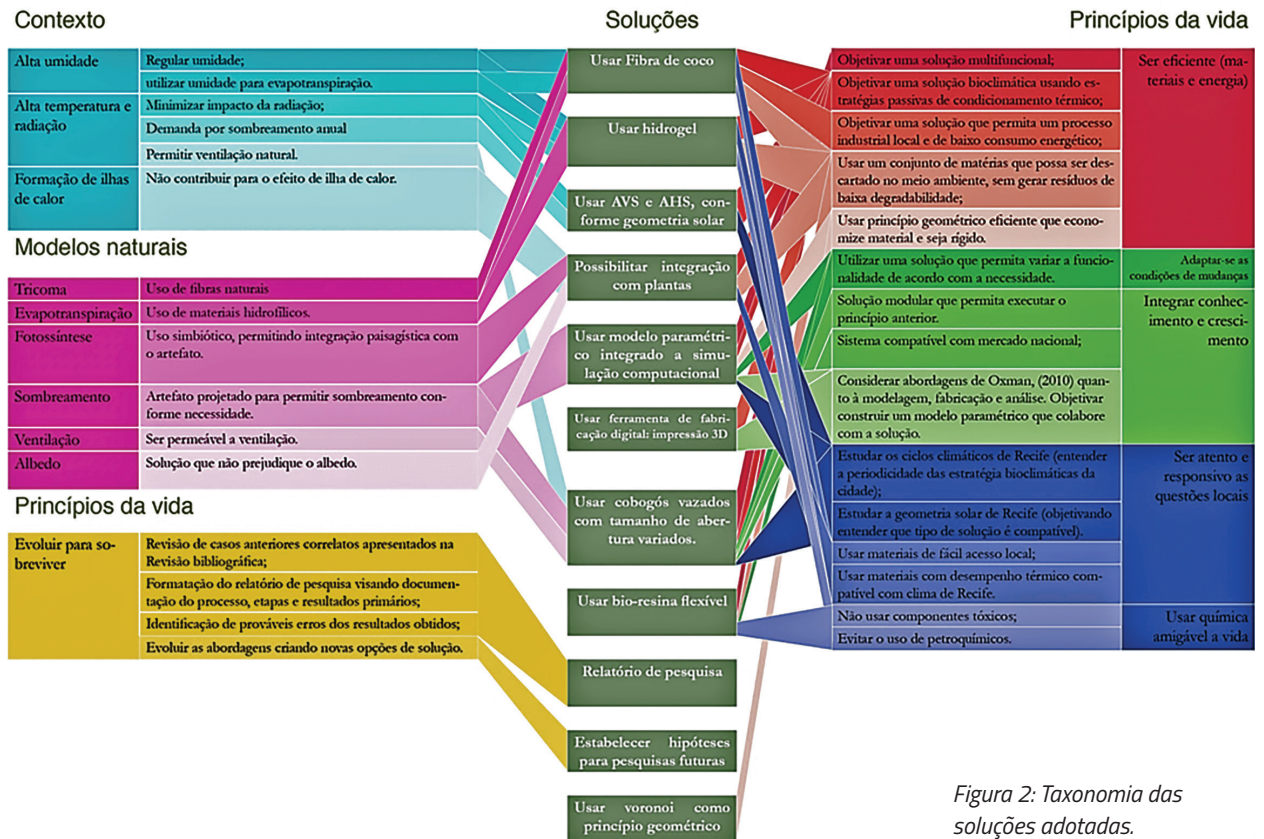 Contexto
Alta umidade
Regular umidade;
utilizar umidade para evapotranspiração.
Alta temperatura e
radiação
Minimizar impacto da radiação;
Demanda por sombreamento anual
Permitir ventilação natural.
Formação de ilhas
de calor
Não contribuir para o efeito de ilha de calor.
Modelos naturais
Tricoma
Uso de fibras naturais
Evapotranspiração
Uso de materiais hidrofílicos.
Fotossíntese
Uso simbiótico, permitindo integração paisagística com
o artefato.
Sombreamento
Artefato projetado para permitir sombreamento con-
forme necessidade.
Ventilação
Ser permeável a ventilação.
Albedo
Solução que não prejudique o albedo.
Princípios da vida
Evoluir para so-
breviver
Revisão de casos anteriores correlatos apresentados na
Revisão bibliográfica;
Formatação do relatório de pesquisa visando documen-
tação do processo, etapas e resultados primários;
Identificação de prováveis erros dos resultados obtidos;
Evoluir as abordagens criando novas opções de solução.
Soluções
Usar Fibra de coco
Usar hidrogel
Usar AVS e AHS, con-
forme geometria solar
Possibilitar integração
com plantas
Usar modelo paramétri-
co integrado a simu-
lação computacional
Usar ferramenta de fabri-
cação digital: impressão 3D
Usar cobogós vazados
com tamanho de aber-
tura variados.
Usar bio-resina flexível
Relatório de pesquisa
Estabelecer hipóteses
para pesquisas futuras
Usar voronoi como
princípio geométrico
Princípios da vida
Objetivar uma solução multifuncional;
Objetivar uma solução bioclimática usando es-
tratégias passivas de condicionamento térmico;
Objetivar uma solução que permita um processo
industrial local e de baixo consumo energético;
Usar um conjunto de matérias que possa ser des-
cartado no meio ambiente, sem gerar resíduos de
baixa degradabilidade;
Usar princípio geométrico eficiente que econo-
mize material e seja rígido.
Ser eficiente (ma-
teriais e energia)
Utilizar uma solução que permita variar a funcio-
nalidade de acordo com a necessidade.
Adaptar-se as
condições de mudanças
Solução modular que permita executar o
princípio anterior.
Sistema compatível com mercado nacional;
Considerar abordagens de Oxman, (2010) quan-
to à modelagem, fabricação e análise. Objetivar
construir um modelo paramétrico que colabore
com a solução.
Integrar conhec-
cimento e cresci-
mento
Estudar os ciclos climáticos de Recife (entender
a periodicidade das estratégia bioclimáticas da
cidade);
Estudar a geometria solar de Recife (objetivando
entender que tipo de solução é compatível).
Usar materiais de fácil acesso local;
Usar materiais com desempenho térmico com-
patível com clima de Recife.
Ser atento e
responsivo as
questões locais
Não usar componentes tóxicos;
Evitar o uso de petroquímicos.
Usar química
amigável a vida
Figura 2: Taxonomia das
soluções adotadas.